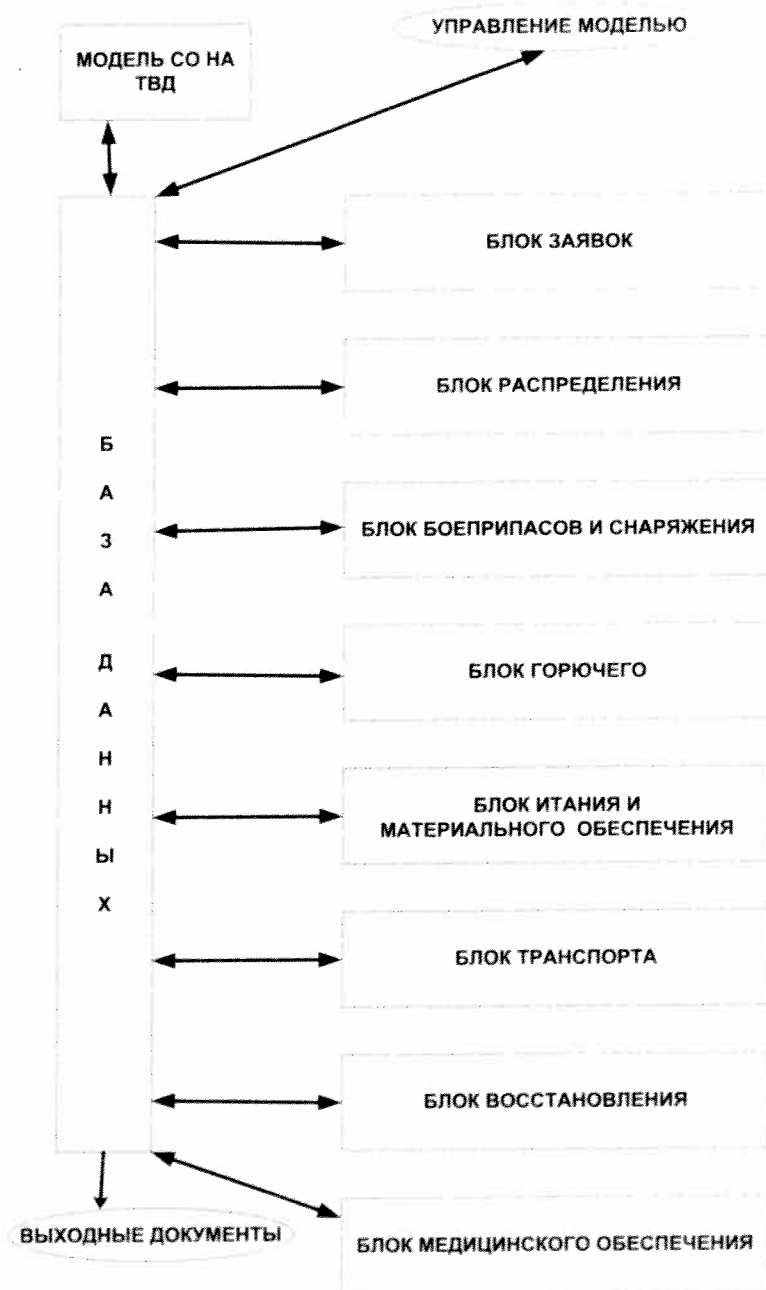 УПРАВЛЕНИЕ МОДЕЛЬЮ
МОДЕЛЬ СО НА
ТВД
БЛОК ЗАЯВОК
БЛОК РАСПРЕДЕЛЕНИЯ
БЛОК БОЕПРИПАСОВ И СНАРЯЖЕНИЯ
БЛОК ГОРЮЧЕГО
БЛОК ИТАНИЯ И
МАТЕРИАЛЬНОГО ОБЕСПЕЧЕНИЯ
БЛОК ТРАНСПОРТА
БЛОК ВОССТАНОВЛЕНИЯ
БЛОК МЕДИЦИНСКОГО ОБЕСПЕЧЕНИЯ
Б
А
З
А
Д
А
Н
Н
Ы
Х
ВЫХОДНЫЕ ДОКУМЕНТЫ